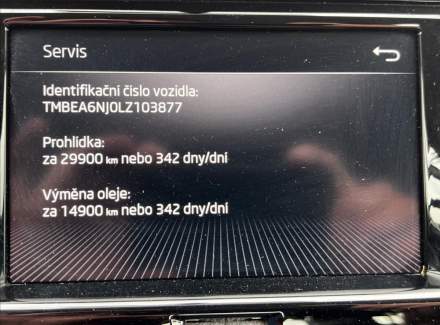 Servis
Identifikační číslo vozidla:
TMBEA6NJ0LZ103877
Prohlídka:
za 29900 km nebo 342 dny/dní
Výměna oleje:
za 14900 km nebo 342 dny/dní